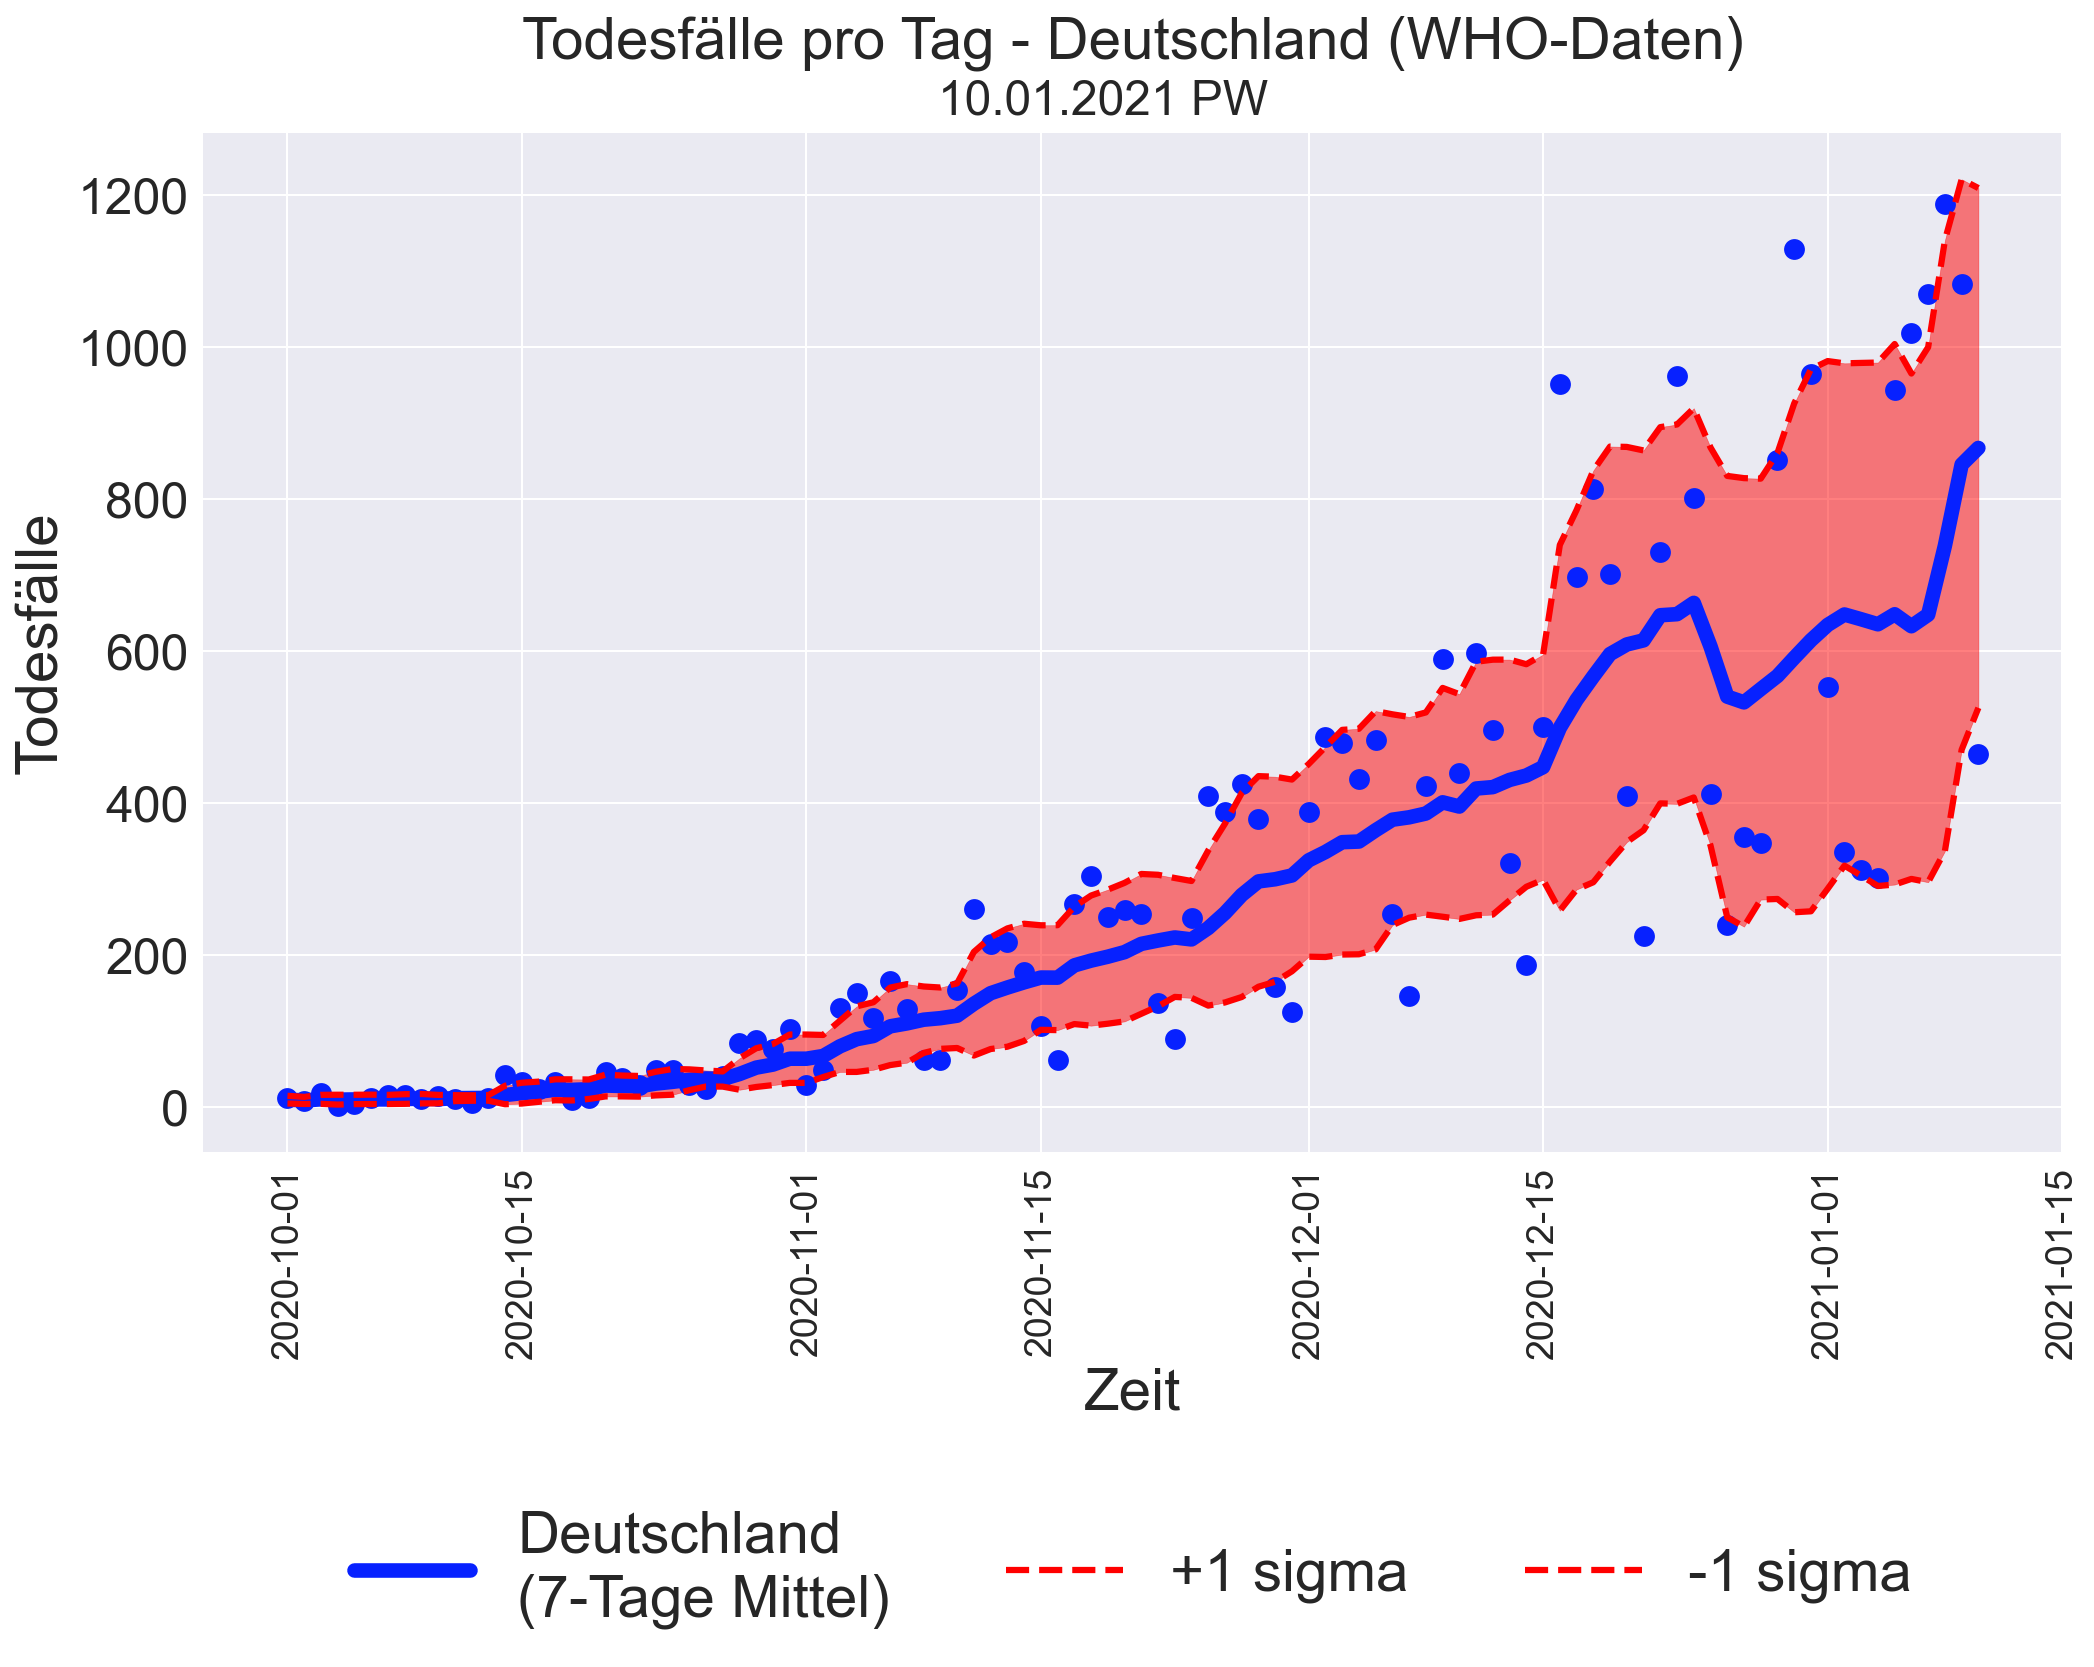 Todesfälle pro Tag - Deutschland (WHO-Daten)
10.01.2021 PW
Todesfälle
1200
1000
800
600
400
200
0
2020-10-01
2020-10-15
2020-11-01
2020-11-15
2020-12-01
2020-12-15
2021-01-01
2021-01-15
Zeit
Deutschland
(7-Tage Mittel)
+1 sigma
-1 sigma